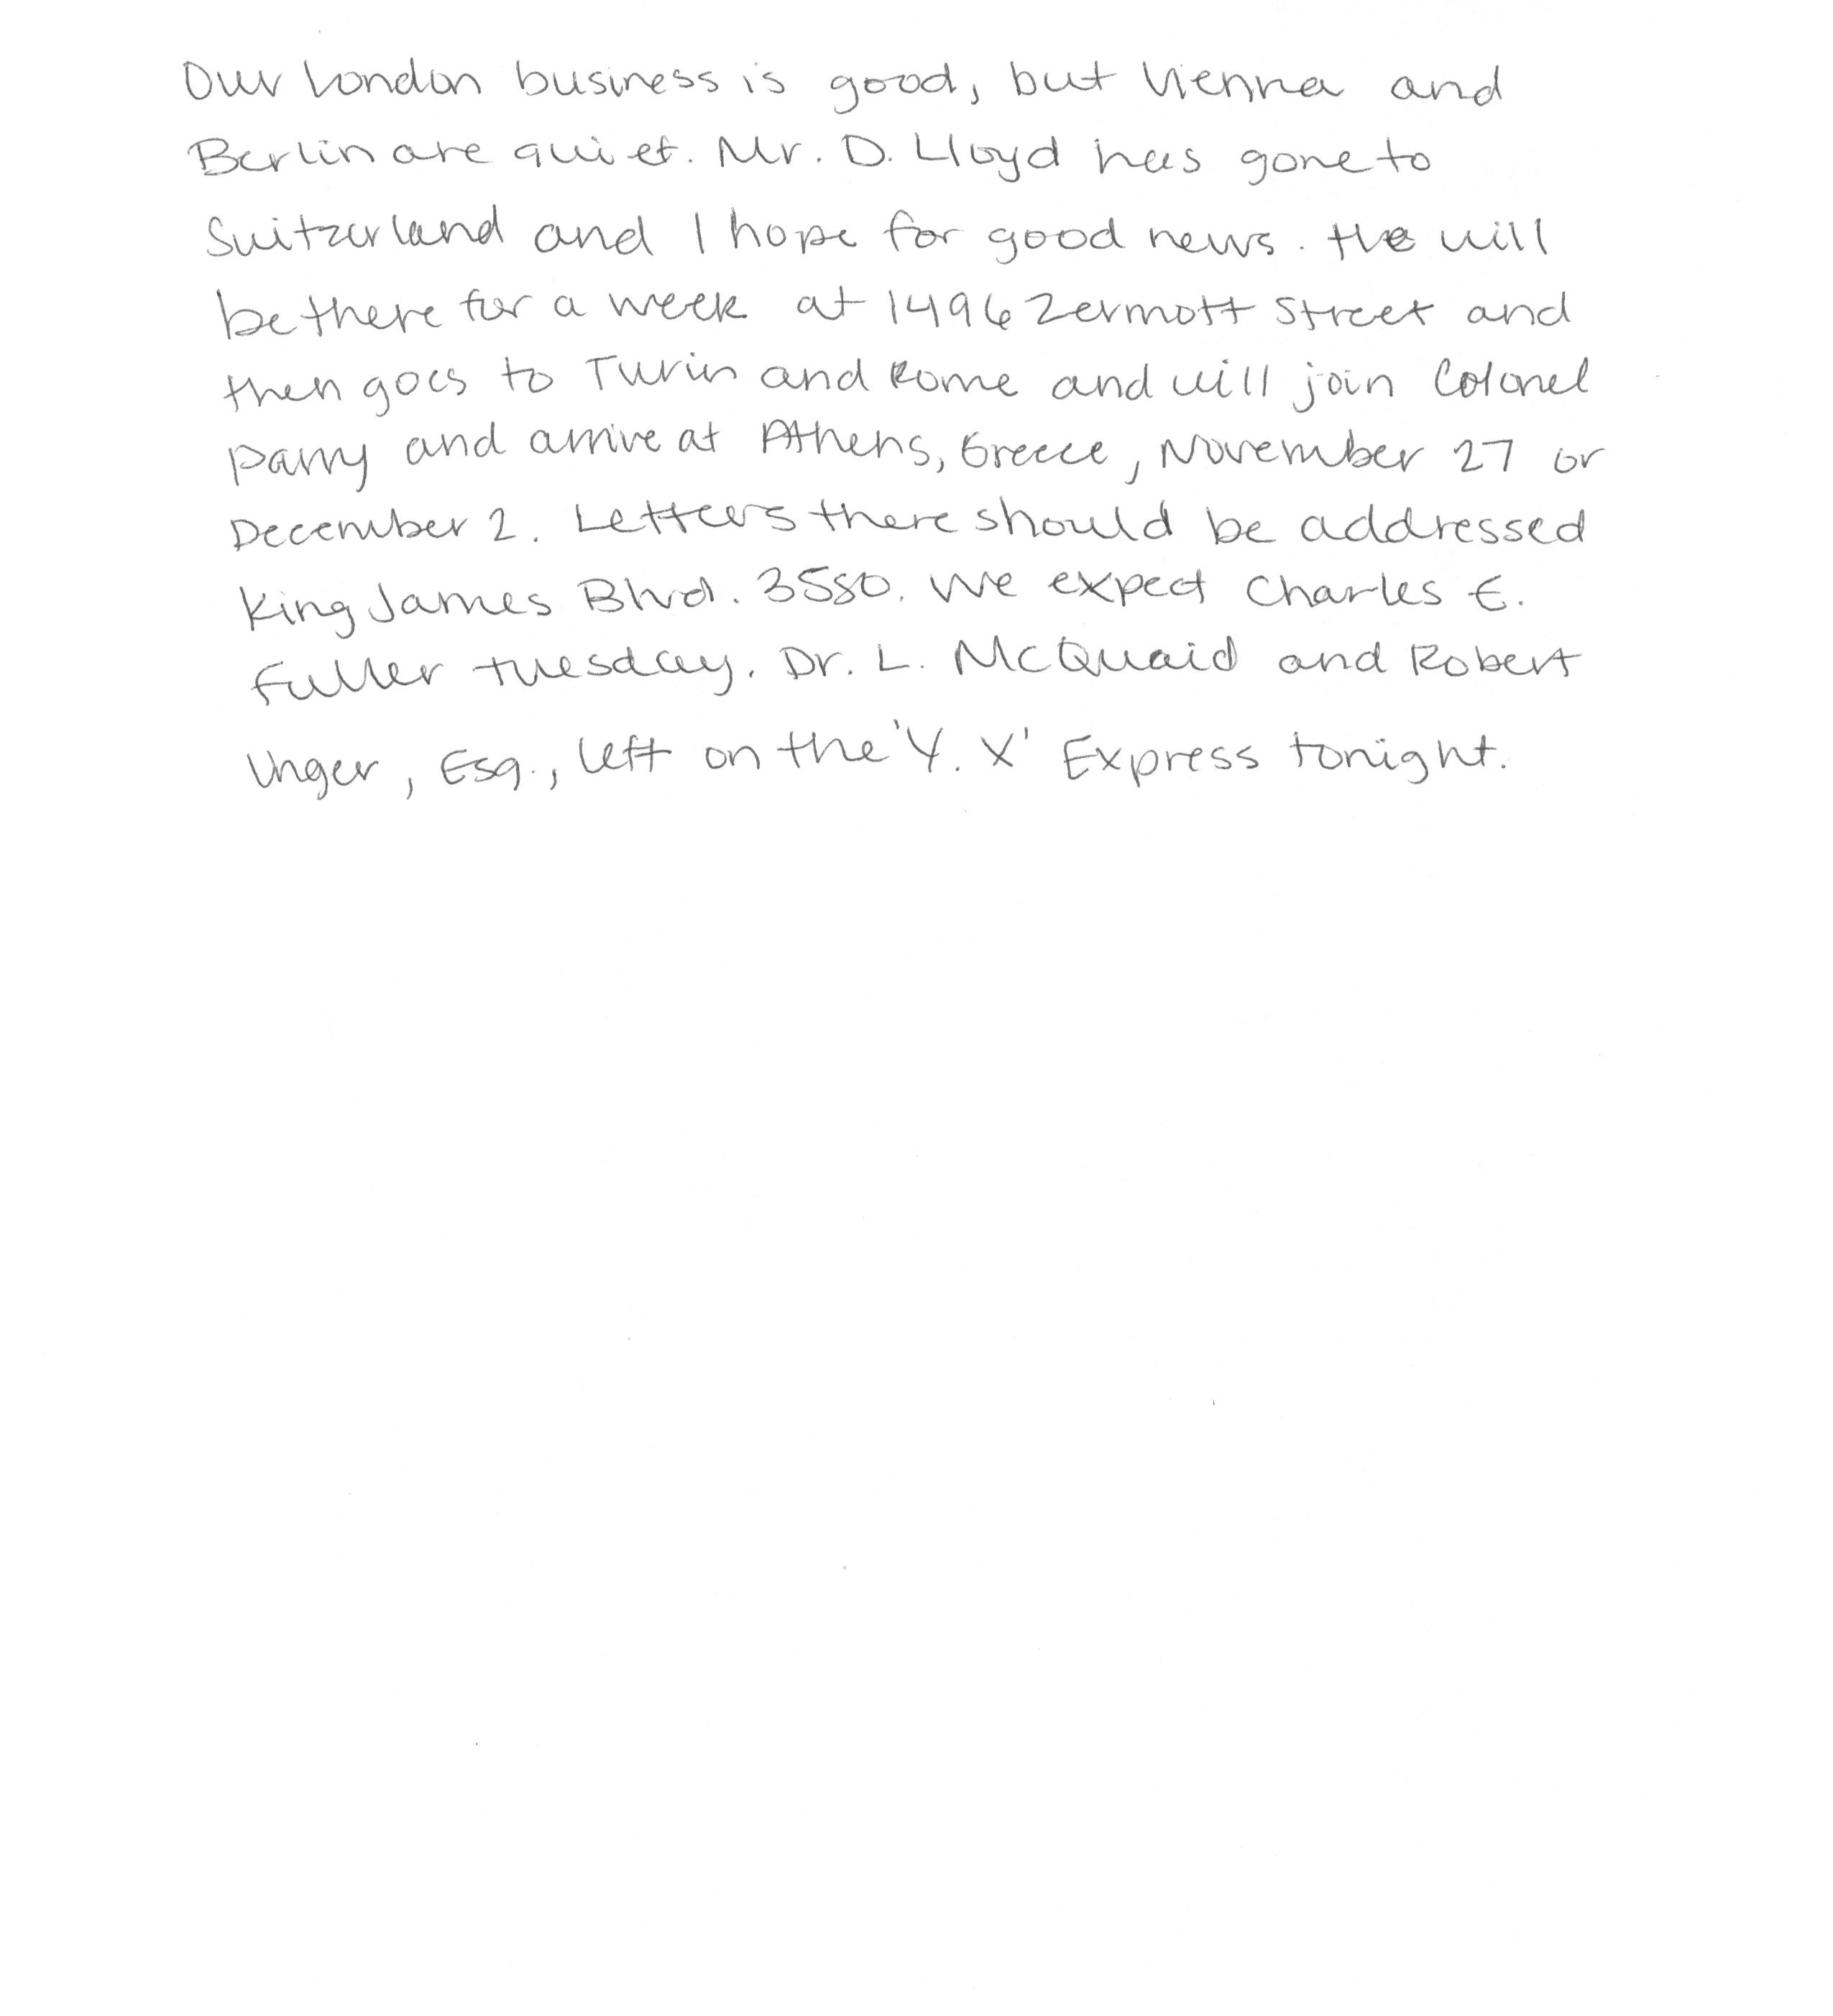 Our London business is good, but Vienna and
Berlin are quiet. Mr. D. Lloyd has gone to
Switzerland and I hope for good news. He will
be there for a week at 1496 Zermott Street and
then goes to Turin and Rome and will join Colonel
Parry and arrive at Athens, Greece, November 27 or
December 2. Letters there should be addressed
King James Blvd. 3580. We expect Charles E.
Fuller Tuesday. Dr. L. McQuaid and Robert
Unger, Esq., left on the 'Y. X' Express tonight.